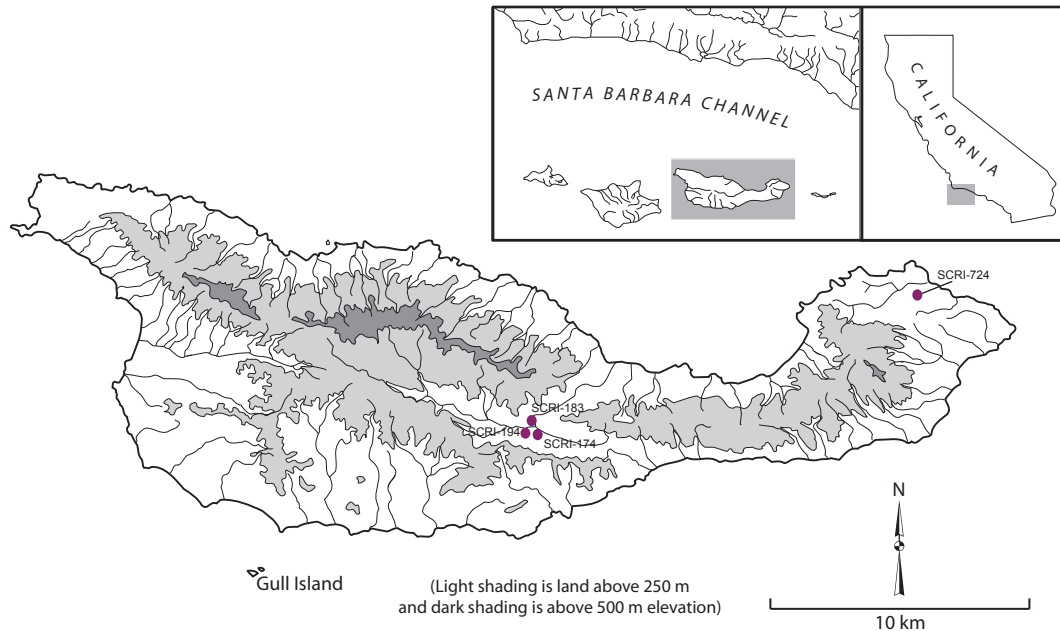 SANTA BARBARA CHANNEL
CALIFORNIA
SCRI-724
SCRI-183
SCRI-194
SCRI-174
N
Gull Island
(Light shading is land above 250 m
and dark shading is above 500 m elevation)
10 km